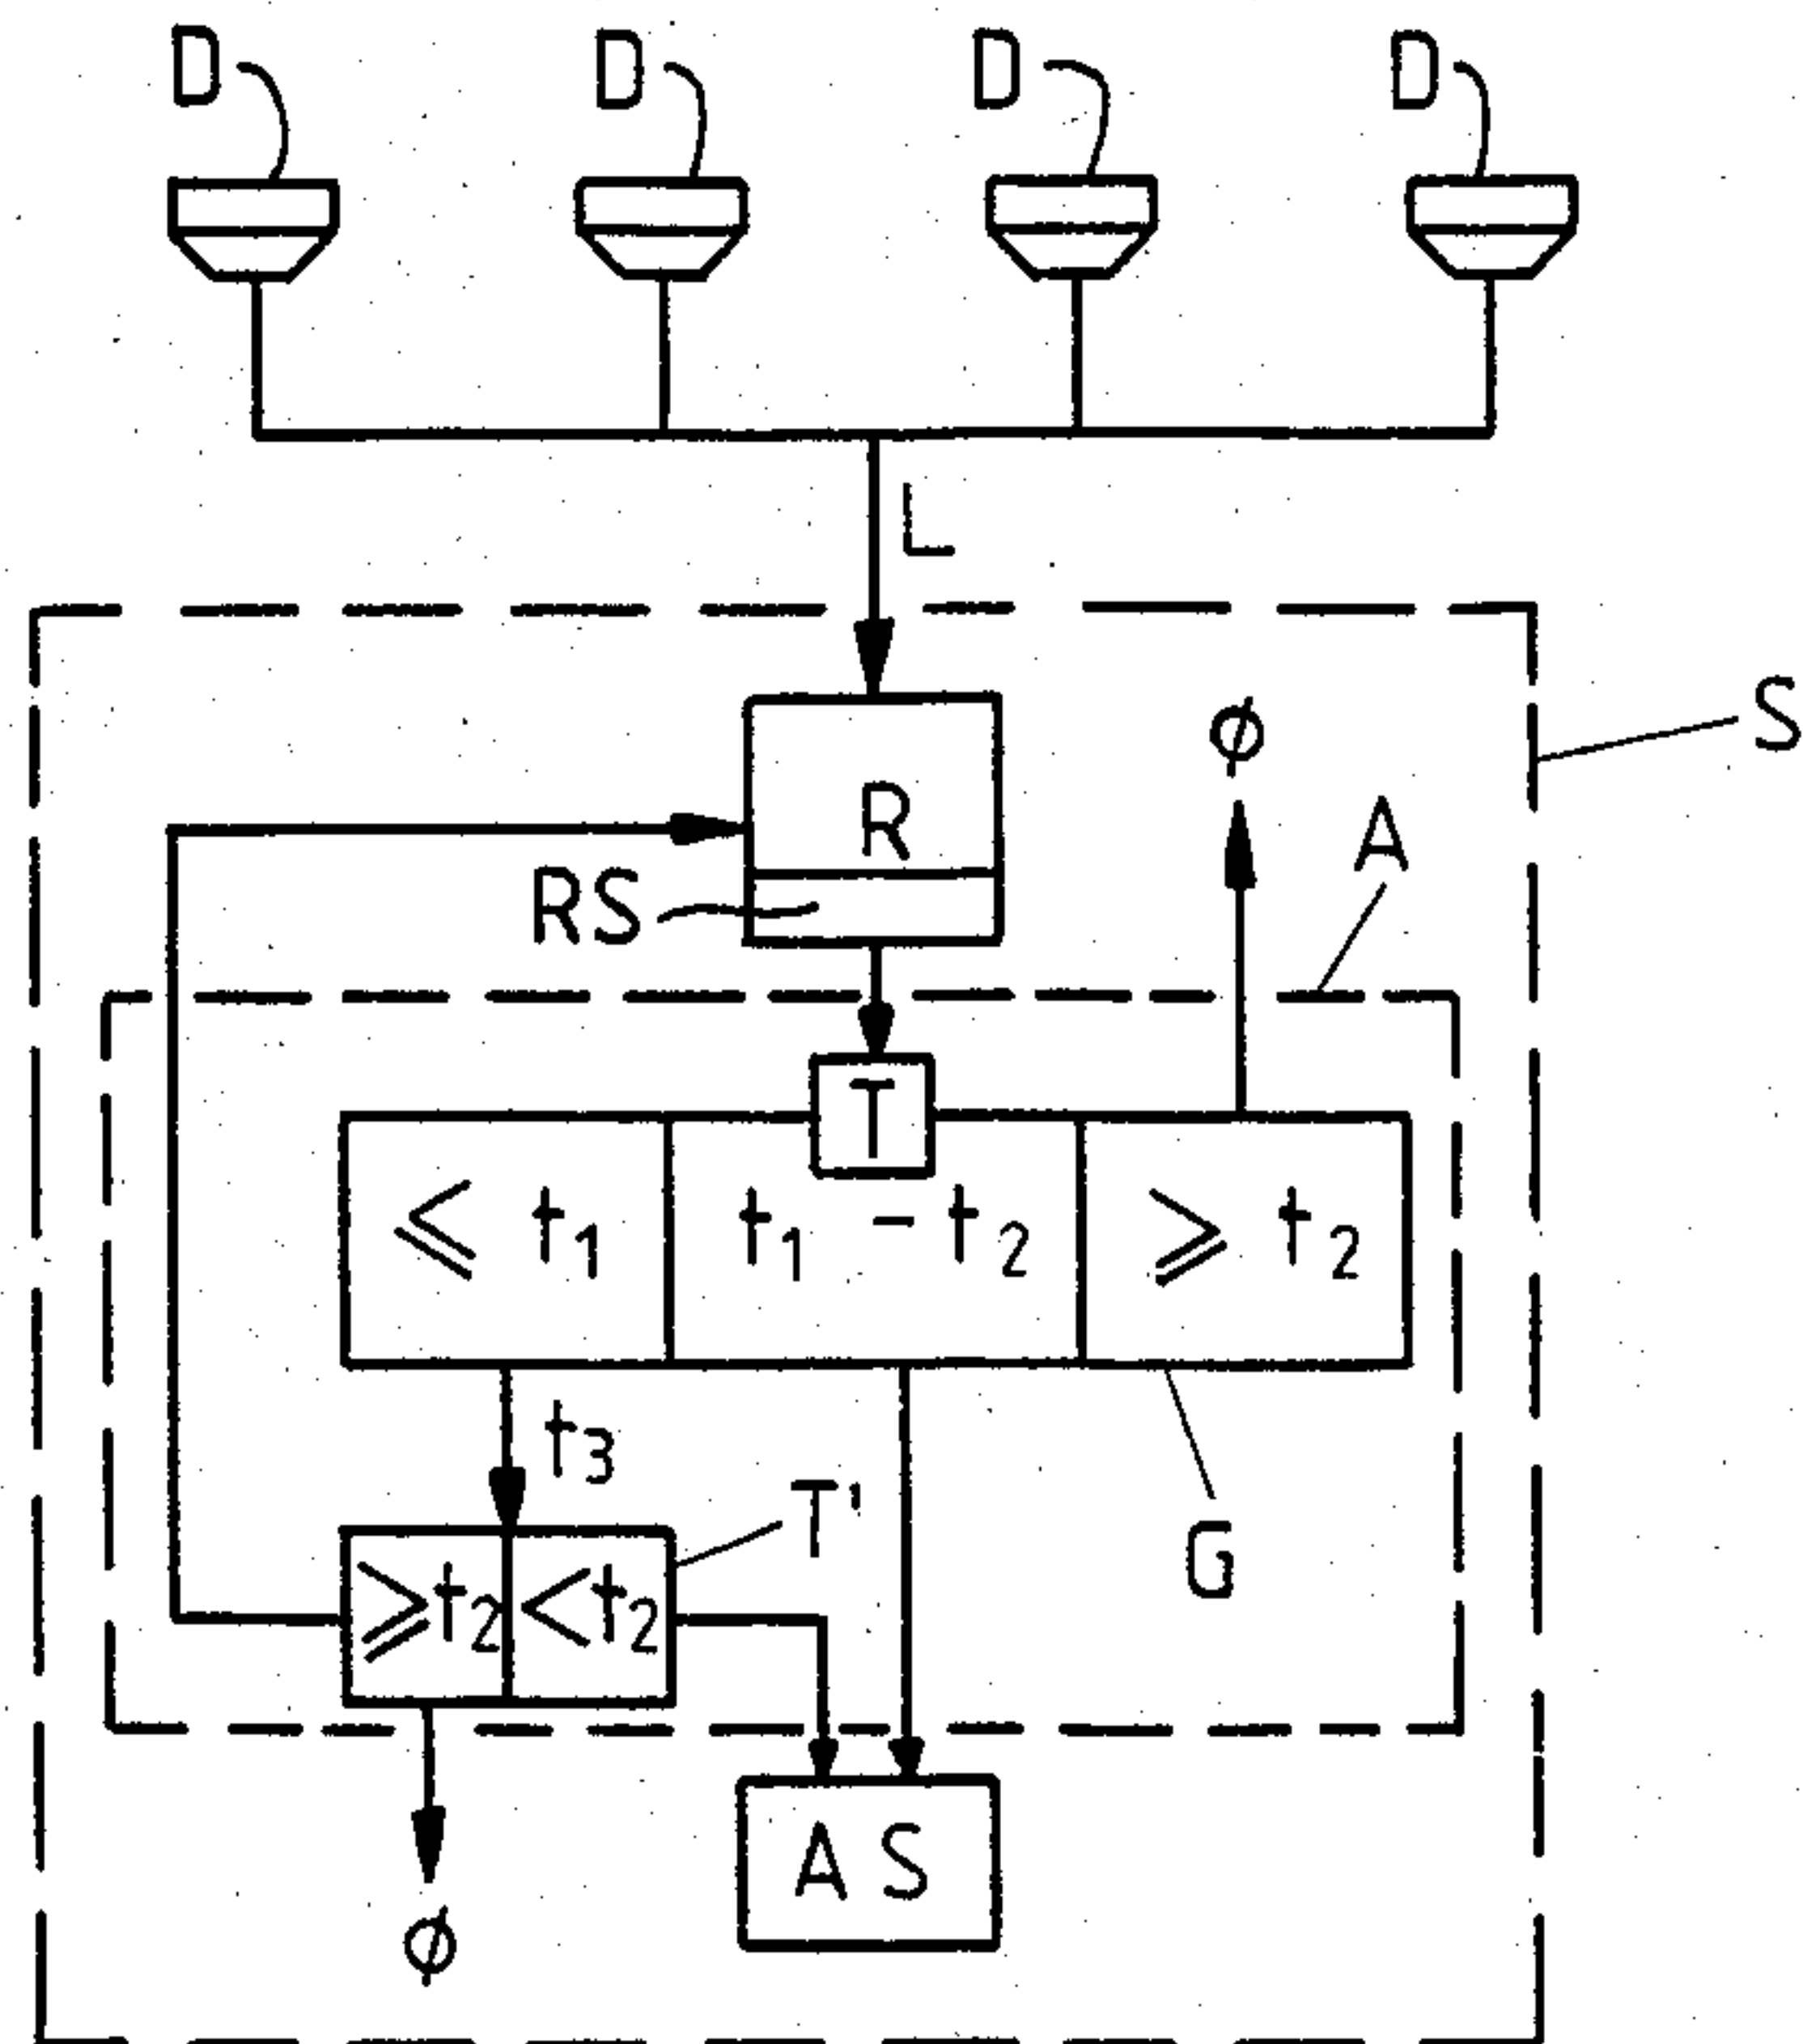 D D D D
L
S
ø
R
A
RS
T
⩽ t₁ t₁ - t₂ ⩾ t₂
t₃
T'
G
⩾t₂ <t₂
AS
ø